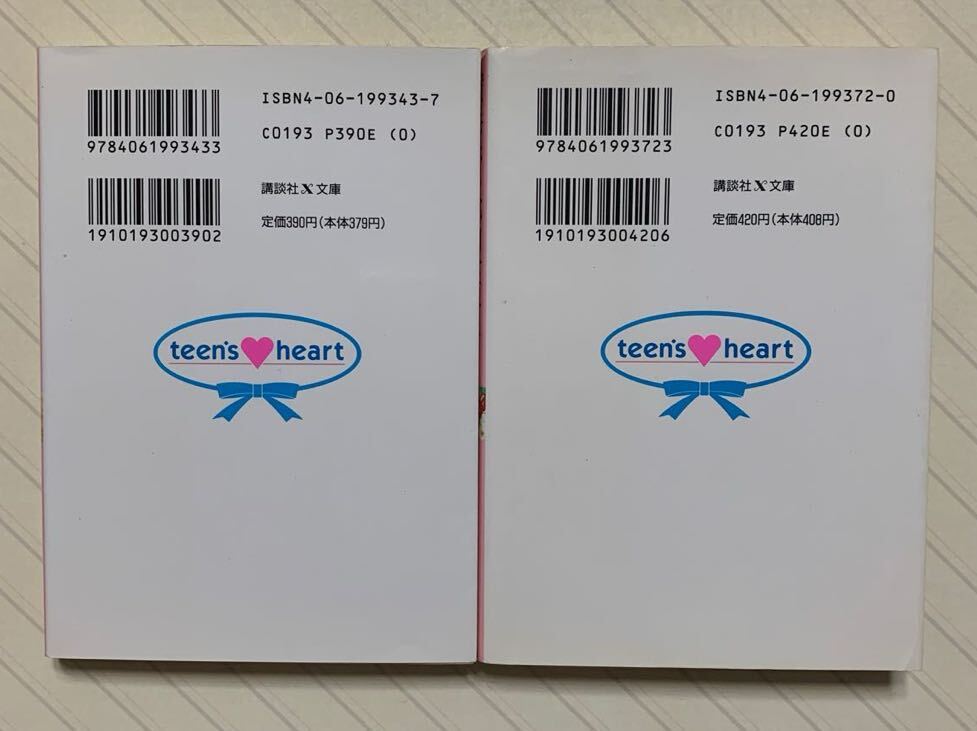 ISBN4-06-199343-7
9784061993433
C0193 P390E (0)
1910193003902
講談社X文庫
定価390円(本体379円)
teen's heart
ISBN4-06-199372-0
9784061993723
C0193 P420E (0)
1910193004206
講談社X文庫
定価420円(本体408円)
teen's heart